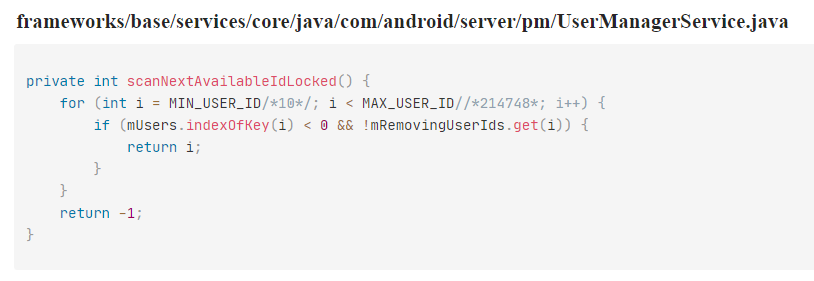 frameworks/base/services/core/java/com/android/server/pm/UserManagerService.java
private int scanNextAvailableIdLocked() {
    for (int i = MIN_USER_ID/*10*/; i < MAX_USER_ID//*214748*; i++) {
        if (mUsers.indexOfKey(i) < 0 && !mRemovingUserIds.get(i)) {
            return i;
        }
    }
    return -1;
}